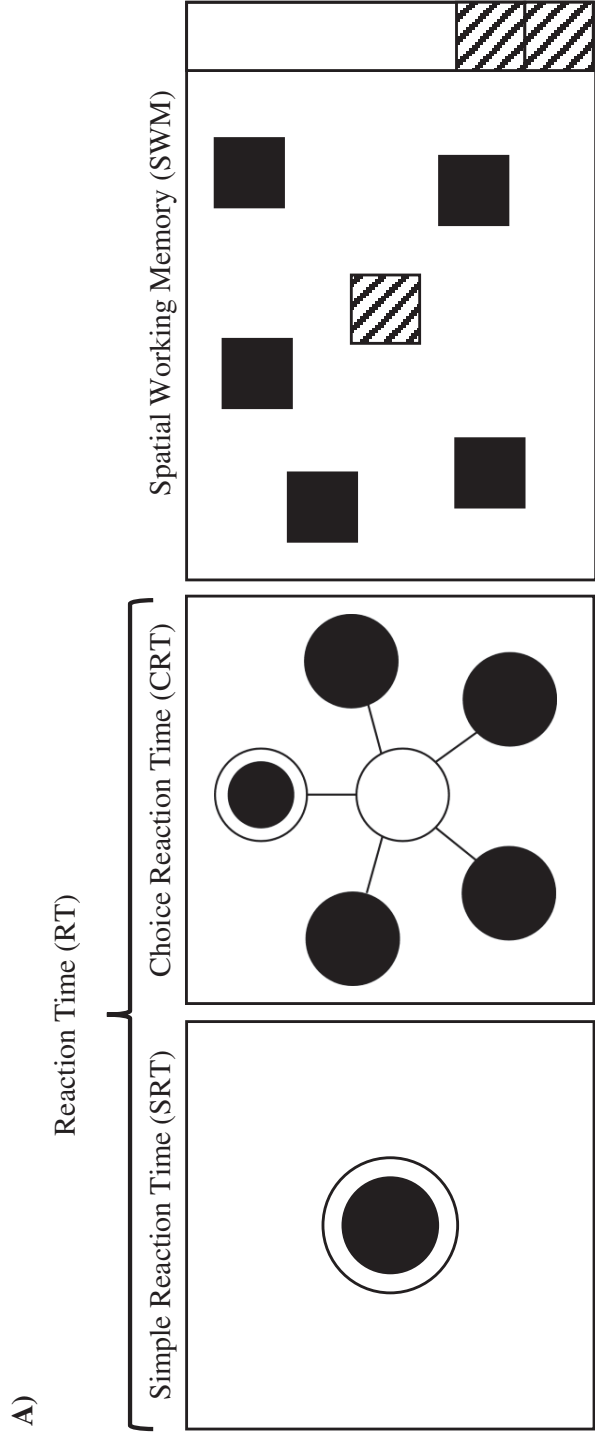 A)
Reaction Time (RT)
Simple Reaction Time (SRT)
Choice Reaction Time (CRT)
Spatial Working Memory (SWM)